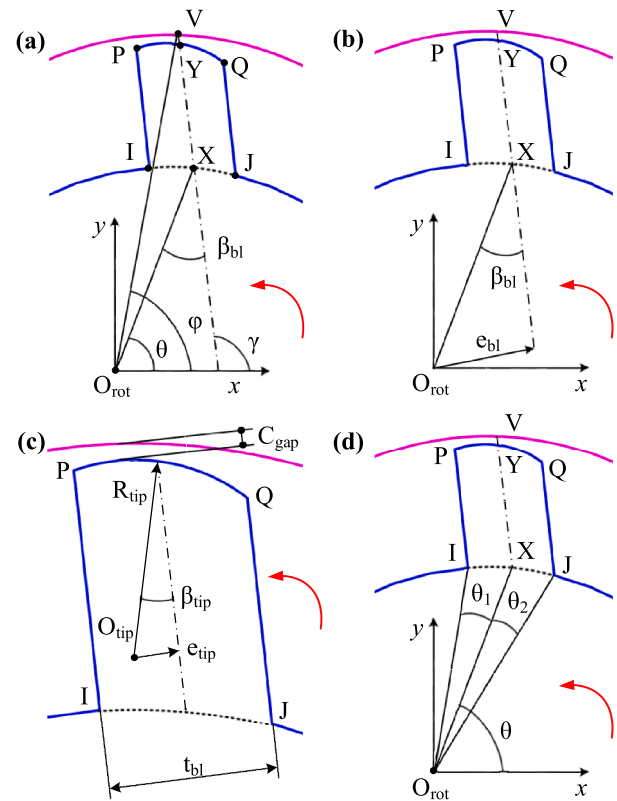 (a)
V
P
Y
Q
I
X
J
y
β_bl
φ
θ
γ
O_rot
x
(b)
V
P
Y
Q
I
X
J
y
β_bl
e_bl
O_rot
x
(c)
C_gap
P
R_tip
Q
β_tip
O_tip
e_tip
I
J
t_bl
(d)
V
P
Y
Q
I
X
J
θ_1
θ_2
y
θ
O_rot
x